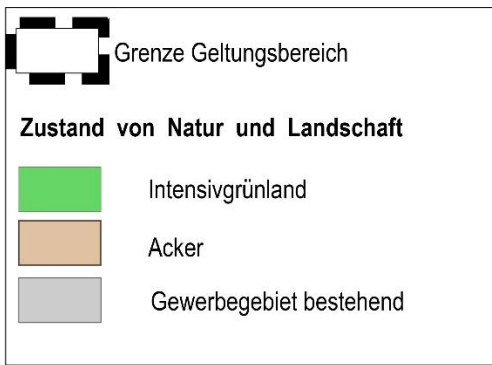 Grenze Geltungsbereich
Zustand von Natur und Landschaft
Intensivgrünland
Acker
Gewerbegebiet bestehend